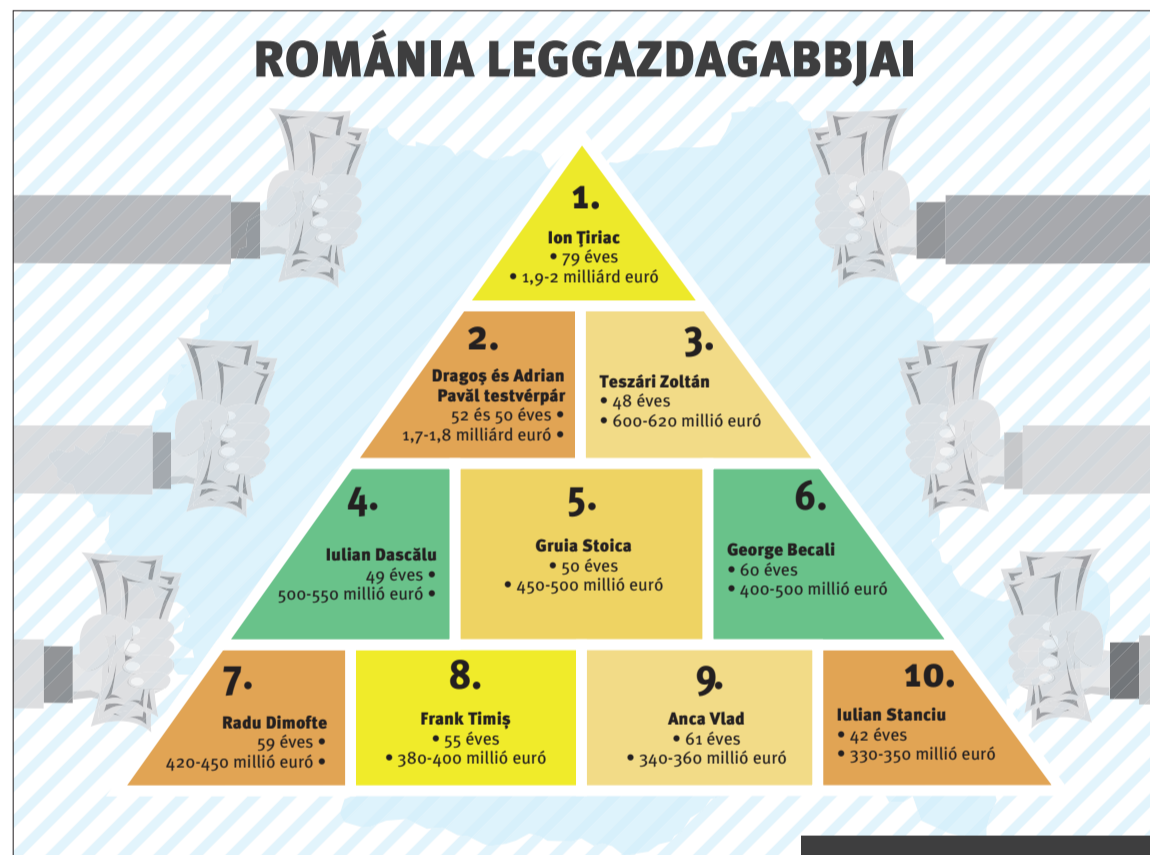 ROMÁNIA LEGGAZDAGABBJAI
1.
Ion Ţiriac
• 79 éves
• 1,9-2 milliárd euró
2.
Dragoş és Adrian
Pavăl testvérpár
52 és 50 éves •
1,7-1,8 milliárd euró •
3.
Teszári Zoltán
• 48 éves
• 600-620 millió euró
4.
Iulian Dascălu
49 éves •
500-550 millió euró •
5.
Gruia Stoica
• 50 éves
• 450-500 millió euró
6.
George Becali
• 60 éves
• 400-500 millió euró
7.
Radu Dimofte
59 éves •
420-450 millió euró •
8.
Frank Timiş
• 55 éves
• 380-400 millió euró
9.
Anca Vlad
• 61 éves
• 340-360 millió euró
10.
Iulian Stanciu
• 42 éves
• 330-350 millió euró